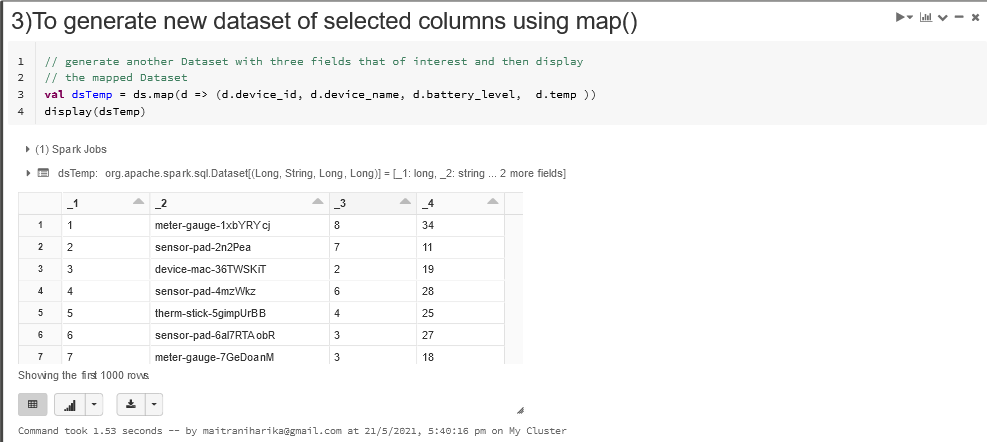 3)To generate new dataset of selected columns using map()
1 // generate another Dataset with three fields that of interest and then display
2 // the mapped Dataset
3 val dsTemp = ds.map(d => (d.device_id, d.device_name, d.battery_level,  d.temp ))
4 display(dsTemp)
(1) Spark Jobs
dsTemp: org.apache.spark.sql.Dataset[(Long, String, Long, Long)] = [_1: long, _2: string ... 2 more fields]
_1 _2 _3 _4
1 1 meter-gauge-1xbYRYcj 8 34
2 2 sensor-pad-2n2Pea 7 11
3 3 device-mac-36TWSKiT 2 19
4 4 sensor-pad-4mzWkz 6 28
5 5 therm-stick-5gimpUrBB 4 25
6 6 sensor-pad-6al7RTAobR 3 27
7 7 meter-gauge-7GeDoanM 3 18
Showing the first 1000 rows.
Command took 1.53 seconds -- by maitraniharika@gmail.com at 21/5/2021, 5:40:16 pm on My Cluster